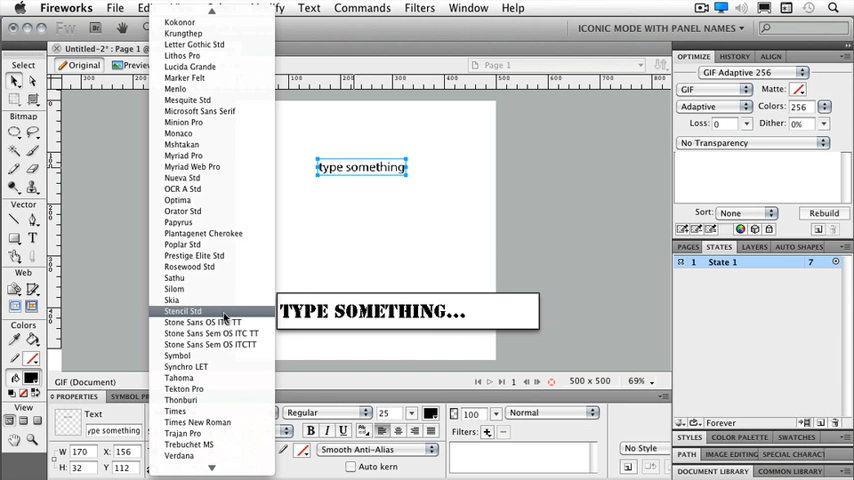 Fireworks File Edit Modify Text Commands Filters Window Help
ICONIC MODE WITH PANEL NAMES
Untitled-2* : Page 1
Original Preview Page 1
Select
Bitmap
Vector
Web
Colors
View
Kokonor
Krungthep
Letter Gothic Std
Lithos Pro
Lucida Grande
Marker Felt
Menlo
Mesquite Std
Microsoft Sans Serif
Minion Pro
Monaco
Mshtakan
Myriad Pro
Myriad Web Pro
Nueva Std
OCR A Std
Optima
Orator Std
Papyrus
Plantagenet Cherokee
Poplar Std
Prestige Elite Std
Rosewood Std
Sathu
Silom
Skia
Stencil Std
Stone Sans OS ITC TT
Stone Sans Sem OS ITC TT
Stone Sans Sem OS ITCTT
Symbol
Synchro LET
Tahoma
Tekton Pro
Thonburi
Times
Times New Roman
Trajan Pro
Trebuchet MS
Verdana
type something
TYPE SOMETHING...
OPTIMIZE HISTORY ALIGN
GIF Adaptive 256
GIF Matte:
Adaptive Colors: 256
Loss: 0 Dither: 0%
No Transparency
Sort: None Rebuild
PAGES STATES LAYERS AUTO SHAPES
1 State 1 7
Forever
STYLES COLOR PALETTE SWATCHES
PATH IMAGE EDITING
DOCUMENT LIBRARY COMMON LIBRARY
GIF (Document) 1 500 x 500 69%
PROPERTIES SYMBOL PR
Text
ype something
W: 170 X: 156
H: 32 Y: 112
Regular 25 100 Normal
B I U Filters:
Smooth Anti-Alias No Style
Auto kern